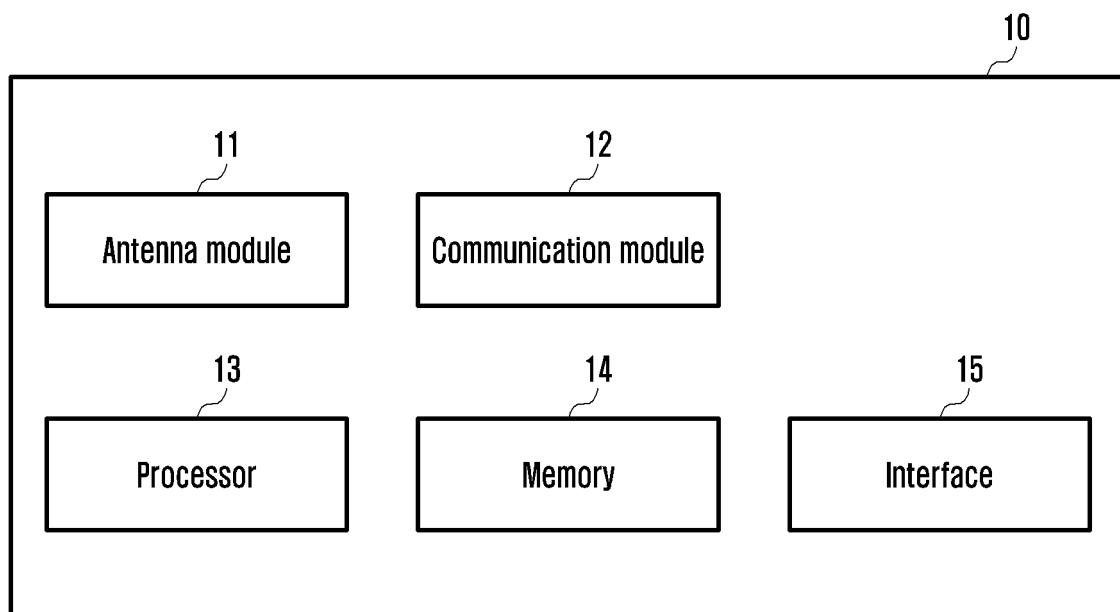 10
11
12
Antenna module
Communication module
13
14
15
Processor
Memory
Interface